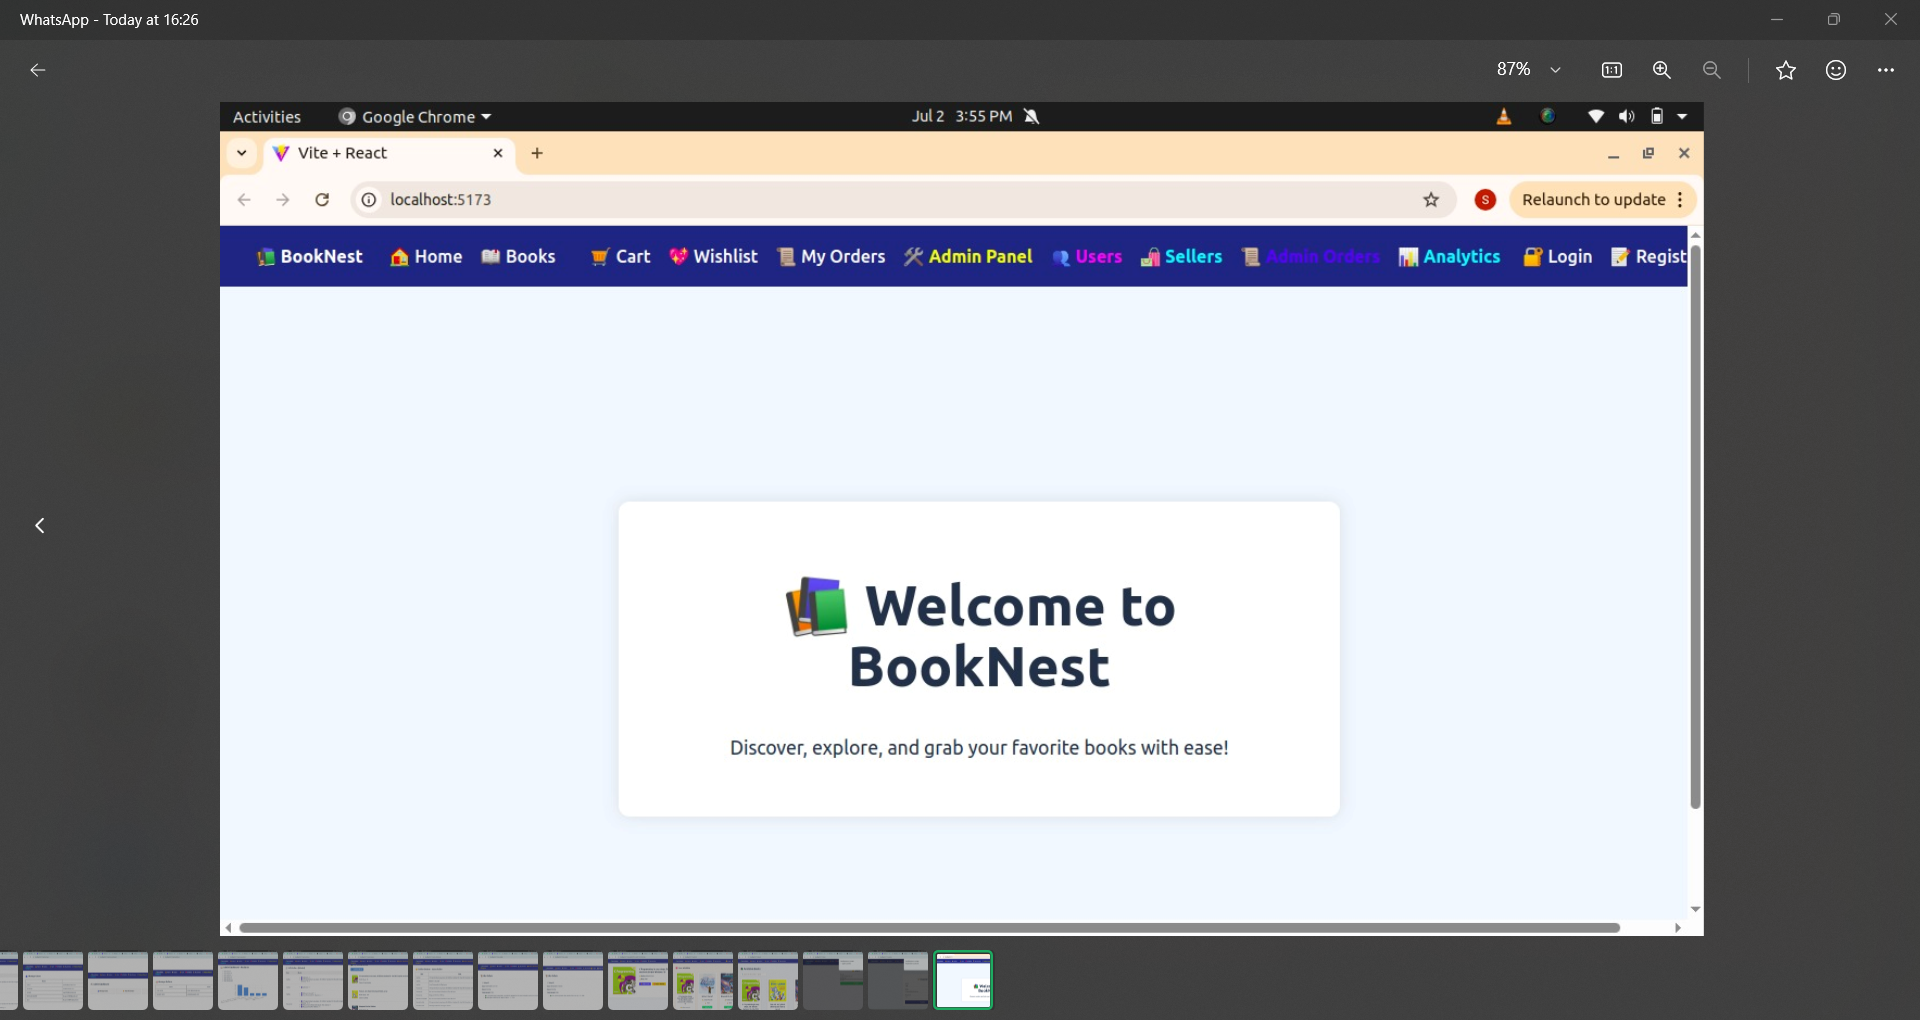 WhatsApp - Today at 16:26
87%
1:1
Activities
Google Chrome
Jul 2 3:55 PM
Vite + React
localhost:5173
S
Relaunch to update
BookNest
Home
Books
Cart
Wishlist
My Orders
Admin Panel
Users
Sellers
Admin Orders
Analytics
Login
Regist
Welcome to
BookNest
Discover, explore, and grab your favorite books with ease!